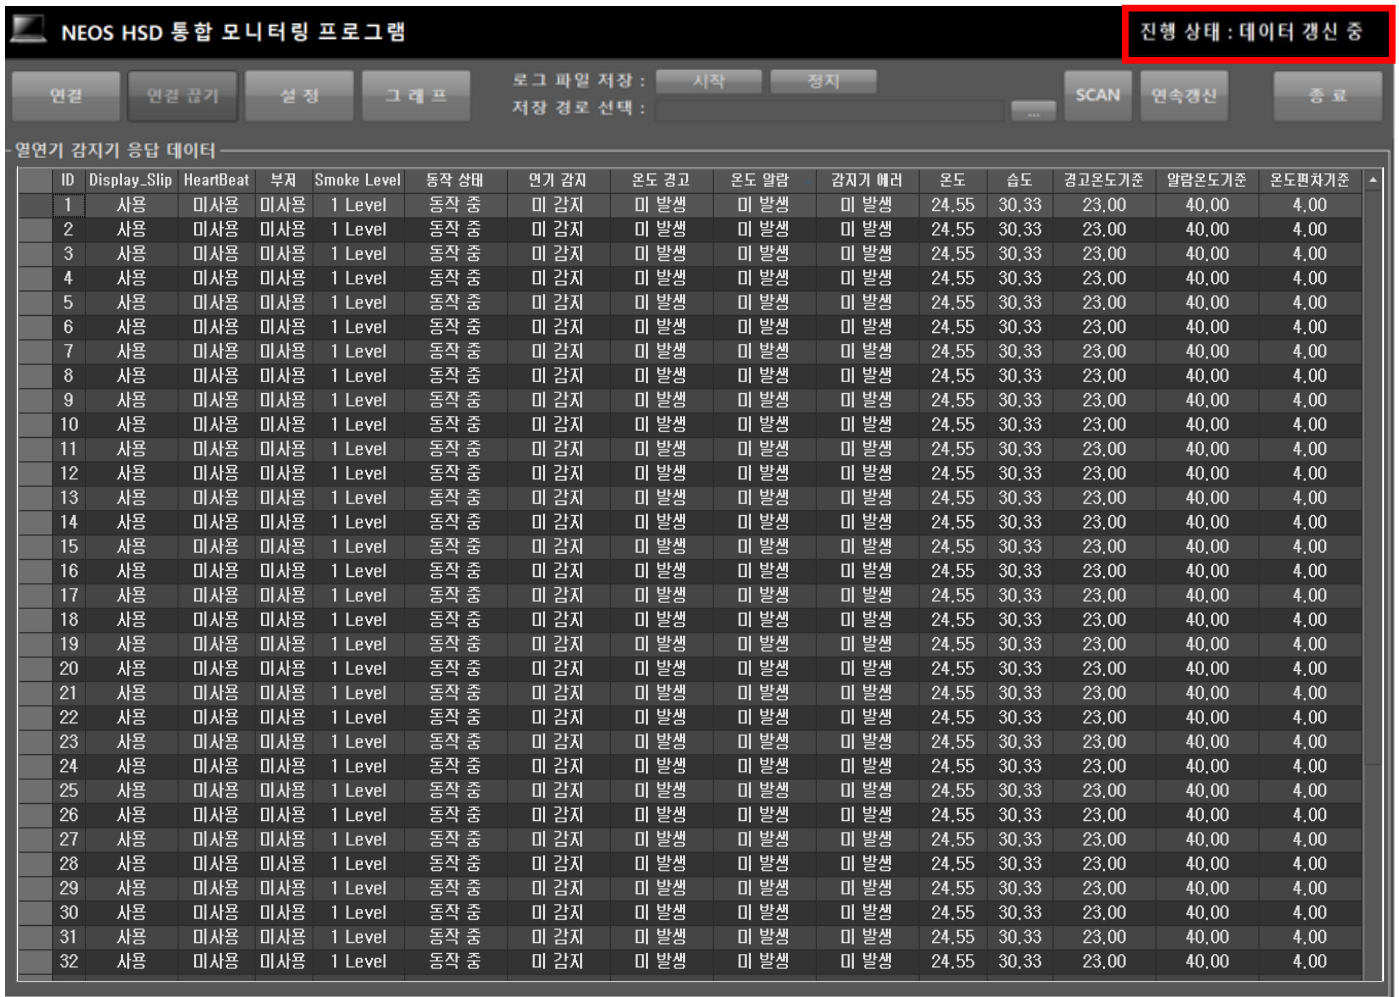 NEOS HSD 통합 모니터링 프로그램
진행 상태 : 데이터 갱신 중
연결 연결 끊기 설 정 그 래 프
로그 파일 저장 : 시작 정지
저장 경로 선택 : ...
SCAN 연속갱신 종 료
열연기 감지기 응답 데이터
ID Display_Slip HeartBeat 부저 Smoke Level 동작 상태 연기 감지 온도 경고 온도 알람 감지기 에러 온도 습도 경고온도기준 알람온도기준 온도편차기준
1 사용 미사용 미사용 1 Level 동작 중 미 감지 미 발생 미 발생 미 발생 24.55 30.33 23.00 40.00 4.00
2 사용 미사용 미사용 1 Level 동작 중 미 감지 미 발생 미 발생 미 발생 24.55 30.33 23.00 40.00 4.00
3 사용 미사용 미사용 1 Level 동작 중 미 감지 미 발생 미 발생 미 발생 24.55 30.33 23.00 40.00 4.00
4 사용 미사용 미사용 1 Level 동작 중 미 감지 미 발생 미 발생 미 발생 24.55 30.33 23.00 40.00 4.00
5 사용 미사용 미사용 1 Level 동작 중 미 감지 미 발생 미 발생 미 발생 24.55 30.33 23.00 40.00 4.00
6 사용 미사용 미사용 1 Level 동작 중 미 감지 미 발생 미 발생 미 발생 24.55 30.33 23.00 40.00 4.00
7 사용 미사용 미사용 1 Level 동작 중 미 감지 미 발생 미 발생 미 발생 24.55 30.33 23.00 40.00 4.00
8 사용 미사용 미사용 1 Level 동작 중 미 감지 미 발생 미 발생 미 발생 24.55 30.33 23.00 40.00 4.00
9 사용 미사용 미사용 1 Level 동작 중 미 감지 미 발생 미 발생 미 발생 24.55 30.33 23.00 40.00 4.00
10 사용 미사용 미사용 1 Level 동작 중 미 감지 미 발생 미 발생 미 발생 24.55 30.33 23.00 40.00 4.00
11 사용 미사용 미사용 1 Level 동작 중 미 감지 미 발생 미 발생 미 발생 24.55 30.33 23.00 40.00 4.00
12 사용 미사용 미사용 1 Level 동작 중 미 감지 미 발생 미 발생 미 발생 24.55 30.33 23.00 40.00 4.00
13 사용 미사용 미사용 1 Level 동작 중 미 감지 미 발생 미 발생 미 발생 24.55 30.33 23.00 40.00 4.00
14 사용 미사용 미사용 1 Level 동작 중 미 감지 미 발생 미 발생 미 발생 24.55 30.33 23.00 40.00 4.00
15 사용 미사용 미사용 1 Level 동작 중 미 감지 미 발생 미 발생 미 발생 24.55 30.33 23.00 40.00 4.00
16 사용 미사용 미사용 1 Level 동작 중 미 감지 미 발생 미 발생 미 발생 24.55 30.33 23.00 40.00 4.00
17 사용 미사용 미사용 1 Level 동작 중 미 감지 미 발생 미 발생 미 발생 24.55 30.33 23.00 40.00 4.00
18 사용 미사용 미사용 1 Level 동작 중 미 감지 미 발생 미 발생 미 발생 24.55 30.33 23.00 40.00 4.00
19 사용 미사용 미사용 1 Level 동작 중 미 감지 미 발생 미 발생 미 발생 24.55 30.33 23.00 40.00 4.00
20 사용 미사용 미사용 1 Level 동작 중 미 감지 미 발생 미 발생 미 발생 24.55 30.33 23.00 40.00 4.00
21 사용 미사용 미사용 1 Level 동작 중 미 감지 미 발생 미 발생 미 발생 24.55 30.33 23.00 40.00 4.00
22 사용 미사용 미사용 1 Level 동작 중 미 감지 미 발생 미 발생 미 발생 24.55 30.33 23.00 40.00 4.00
23 사용 미사용 미사용 1 Level 동작 중 미 감지 미 발생 미 발생 미 발생 24.55 30.33 23.00 40.00 4.00
24 사용 미사용 미사용 1 Level 동작 중 미 감지 미 발생 미 발생 미 발생 24.55 30.33 23.00 40.00 4.00
25 사용 미사용 미사용 1 Level 동작 중 미 감지 미 발생 미 발생 미 발생 24.55 30.33 23.00 40.00 4.00
26 사용 미사용 미사용 1 Level 동작 중 미 감지 미 발생 미 발생 미 발생 24.55 30.33 23.00 40.00 4.00
27 사용 미사용 미사용 1 Level 동작 중 미 감지 미 발생 미 발생 미 발생 24.55 30.33 23.00 40.00 4.00
28 사용 미사용 미사용 1 Level 동작 중 미 감지 미 발생 미 발생 미 발생 24.55 30.33 23.00 40.00 4.00
29 사용 미사용 미사용 1 Level 동작 중 미 감지 미 발생 미 발생 미 발생 24.55 30.33 23.00 40.00 4.00
30 사용 미사용 미사용 1 Level 동작 중 미 감지 미 발생 미 발생 미 발생 24.55 30.33 23.00 40.00 4.00
31 사용 미사용 미사용 1 Level 동작 중 미 감지 미 발생 미 발생 미 발생 24.55 30.33 23.00 40.00 4.00
32 사용 미사용 미사용 1 Level 동작 중 미 감지 미 발생 미 발생 미 발생 24.55 30.33 23.00 40.00 4.00